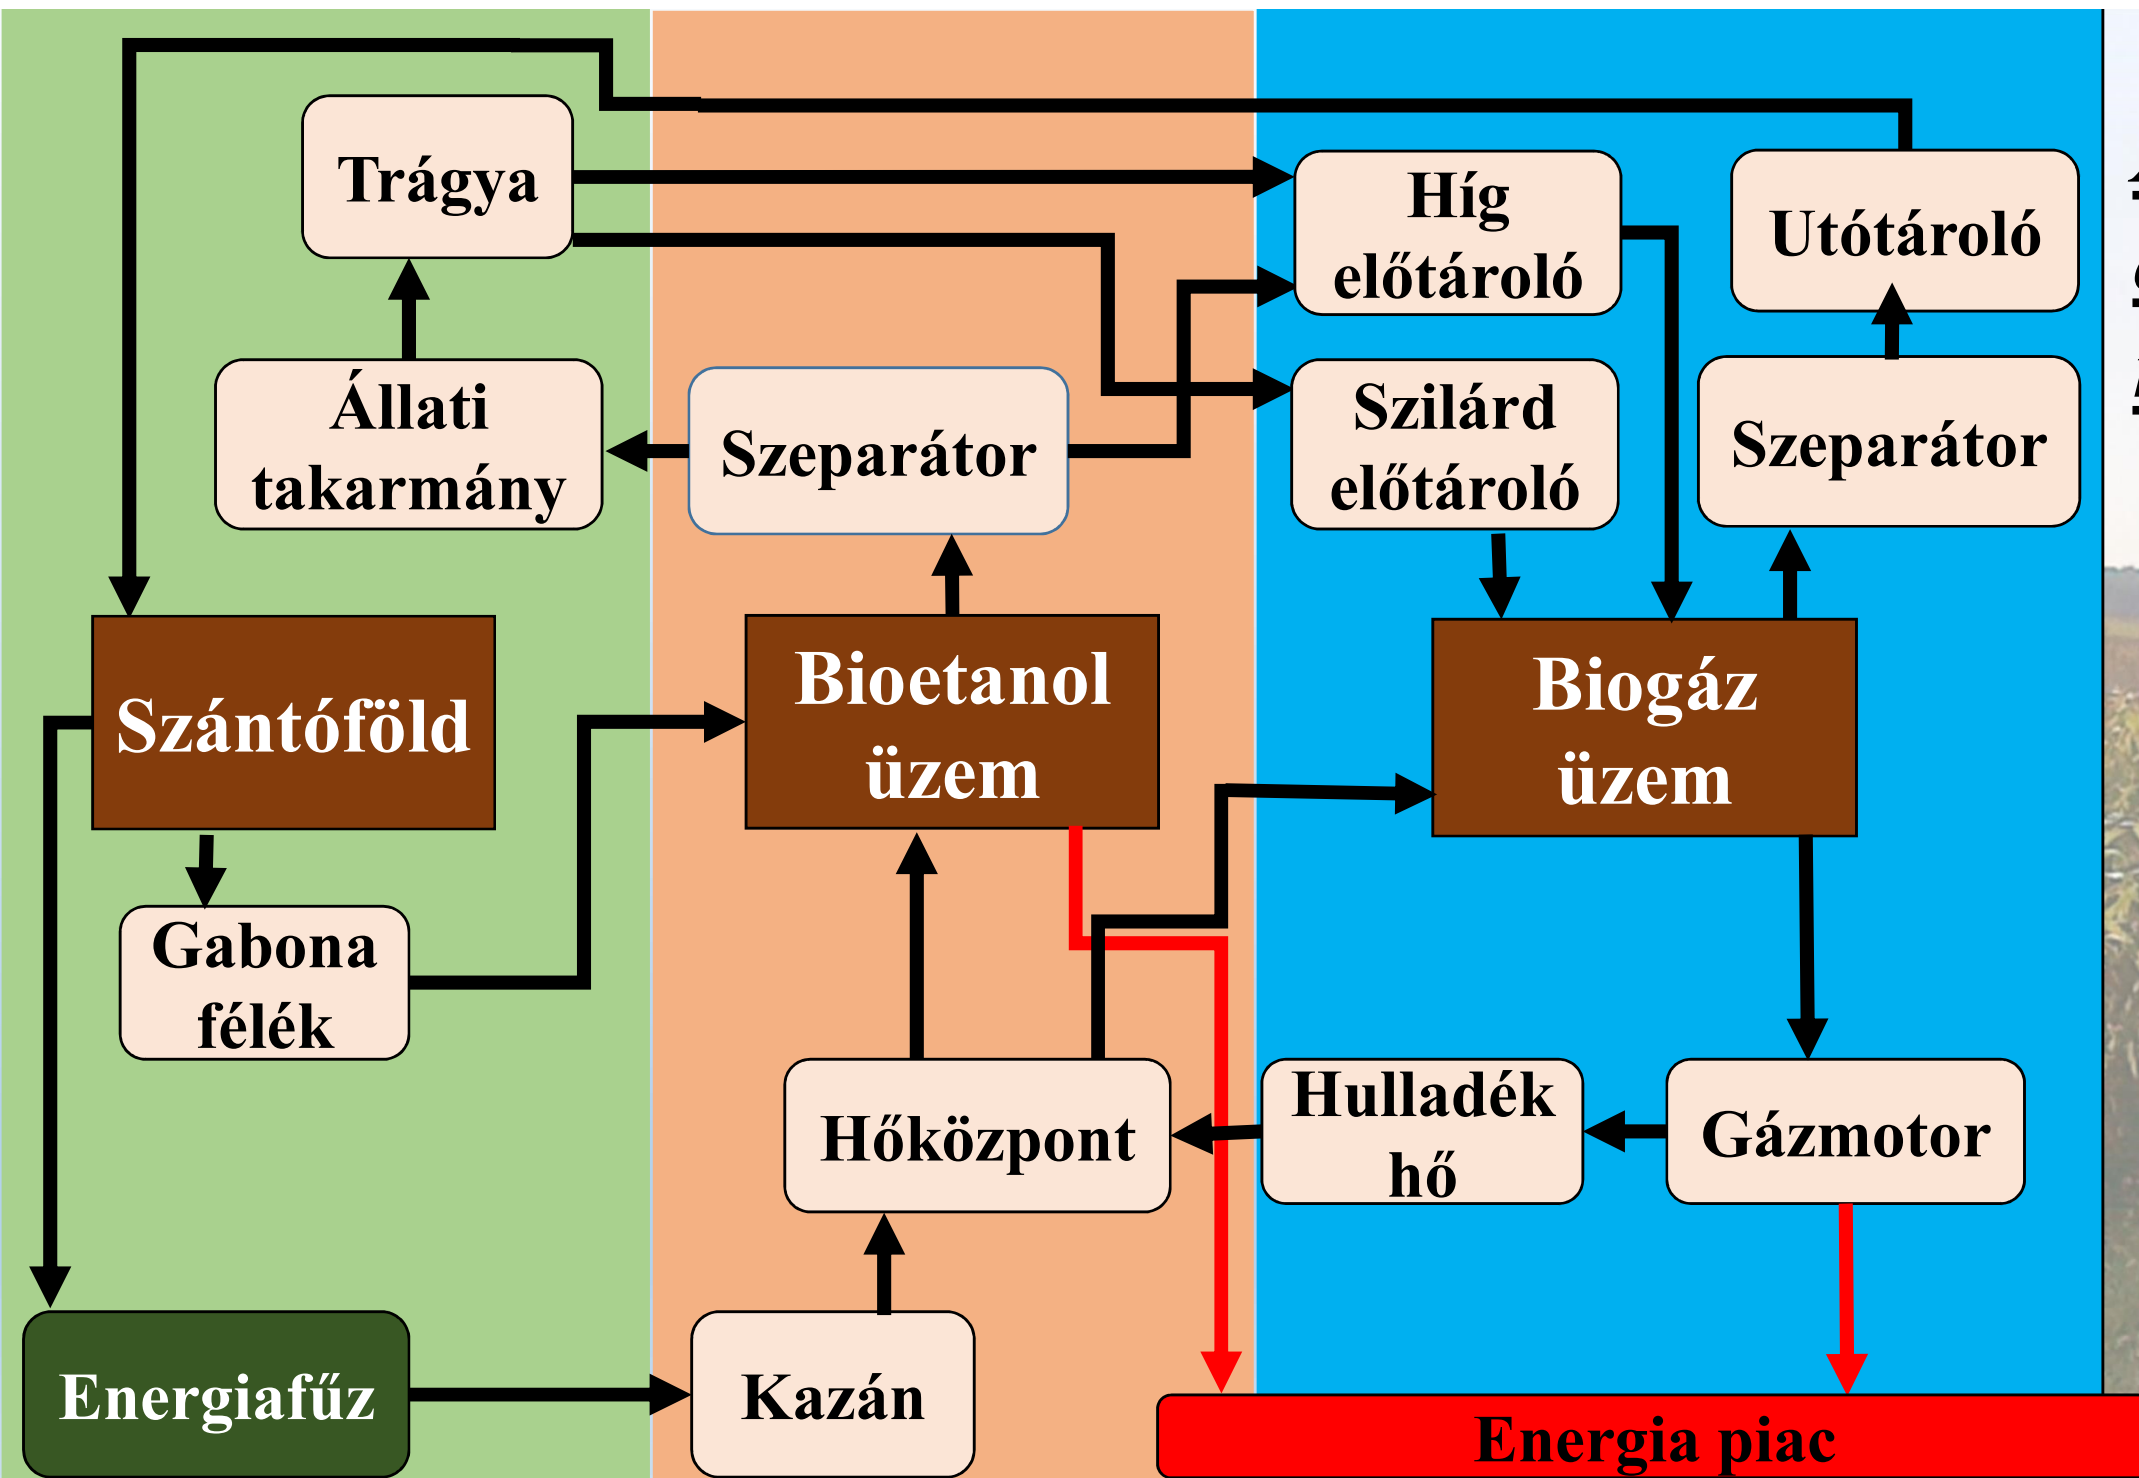 Trágya
Híg
előtároló
Utótároló
Állati
takarmány
Szeparátor
Szilárd
előtároló
Szeparátor
Szántóföld
Bioetanol
üzem
Biogáz
üzem
Gabona
félék
Hőközpont
Hulladék
hő
Gázmotor
Energiafűz
Kazán
Energia piac